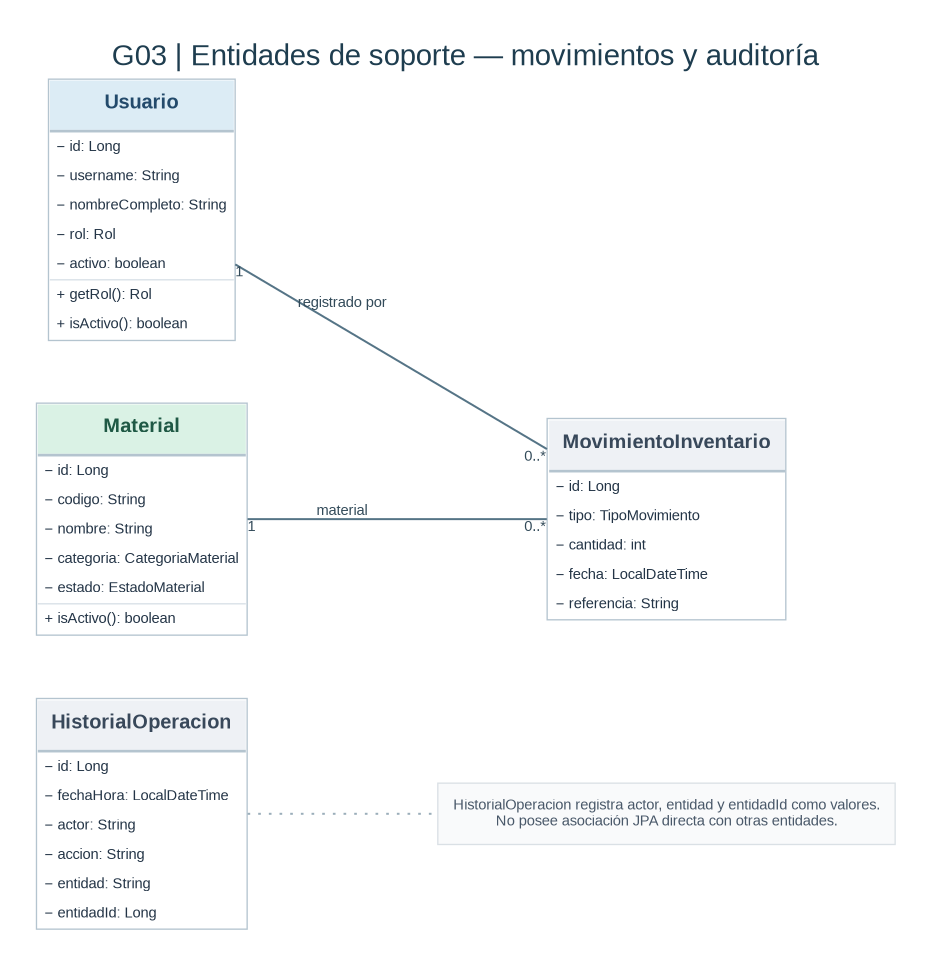 G03 | Entidades de soporte — movimientos y auditoría
Usuario
− id: Long
− username: String
− nombreCompleto: String
− rol: Rol
− activo: boolean
+ getRol(): Rol
+ isActivo(): boolean
1
registrado por
0..*
Material
− id: Long
− codigo: String
− nombre: String
− categoria: CategoriaMaterial
− estado: EstadoMaterial
+ isActivo(): boolean
material
1
0..*
MovimientoInventario
− id: Long
− tipo: TipoMovimiento
− cantidad: int
− fecha: LocalDateTime
− referencia: String
HistorialOperacion
− id: Long
− fechaHora: LocalDateTime
− actor: String
− accion: String
− entidad: String
− entidadId: Long
HistorialOperacion registra actor, entidad y entidadId como valores.
No posee asociación JPA directa con otras entidades.